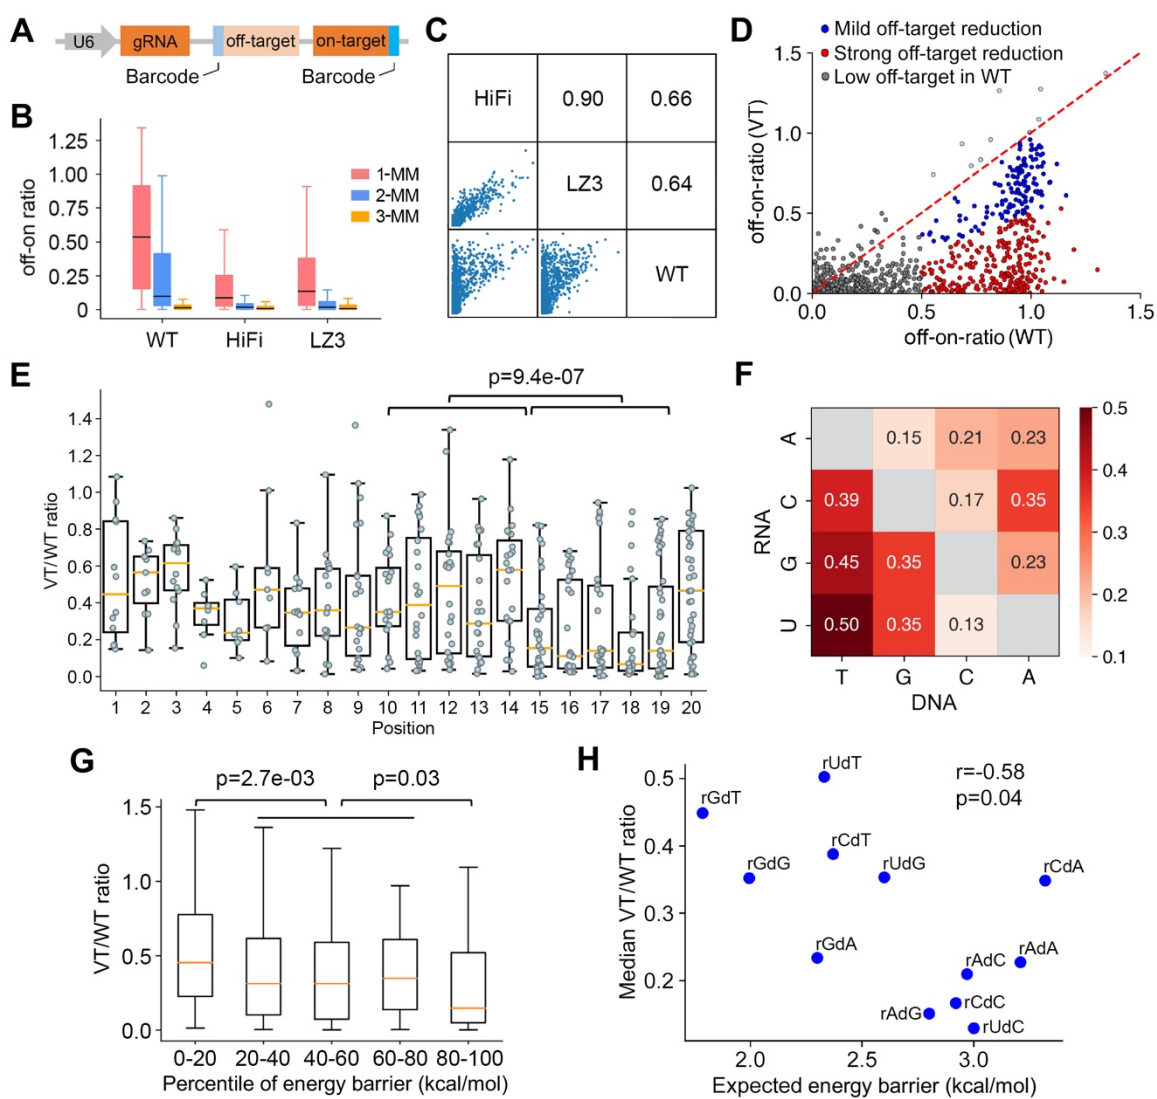 A
U6
gRNA
off-target
on-target
Barcode
Barcode
B
off-on ratio
1.25
1.00
0.75
0.50
0.25
0
1-MM
2-MM
3-MM
WT
HiFi
LZ3
C
HiFi
0.90
0.66
LZ3
0.64
WT
D
Mild off-target reduction
Strong off-target reduction
Low off-target in WT
off-on-ratio (VT)
1.5
1.0
0.5
0.0
0.0
0.5
1.0
1.5
off-on-ratio (WT)
E
p=9.4e-07
VT/WT ratio
1.4
1.2
1.0
0.8
0.6
0.4
0.2
0.0
1 2 3 4 5 6 7 8 9 10 11 12 13 14 15 16 17 18 19 20
Position
F
RNA
A
C
G
U
0.15 0.21 0.23
0.39 0.17 0.35
0.45 0.35 0.23
0.50 0.35 0.13
T G C A
DNA
0.5
0.4
0.3
0.2
0.1
G
p=2.7e-03
p=0.03
VT/WT ratio
1.5
1.0
0.5
0.0
0-20 20-40 40-60 60-80 80-100
Percentile of energy barrier (kcal/mol)
H
r=-0.58
p=0.04
Median VT/WT ratio
0.5
0.4
0.3
0.2
rUdT
rGdT
rCdT
rGdG
rUdG
rCdA
rGdA
rAdC
rAdA
rCdC
rAdG
rUdC
2.0
2.5
3.0
Expected energy barrier (kcal/mol)